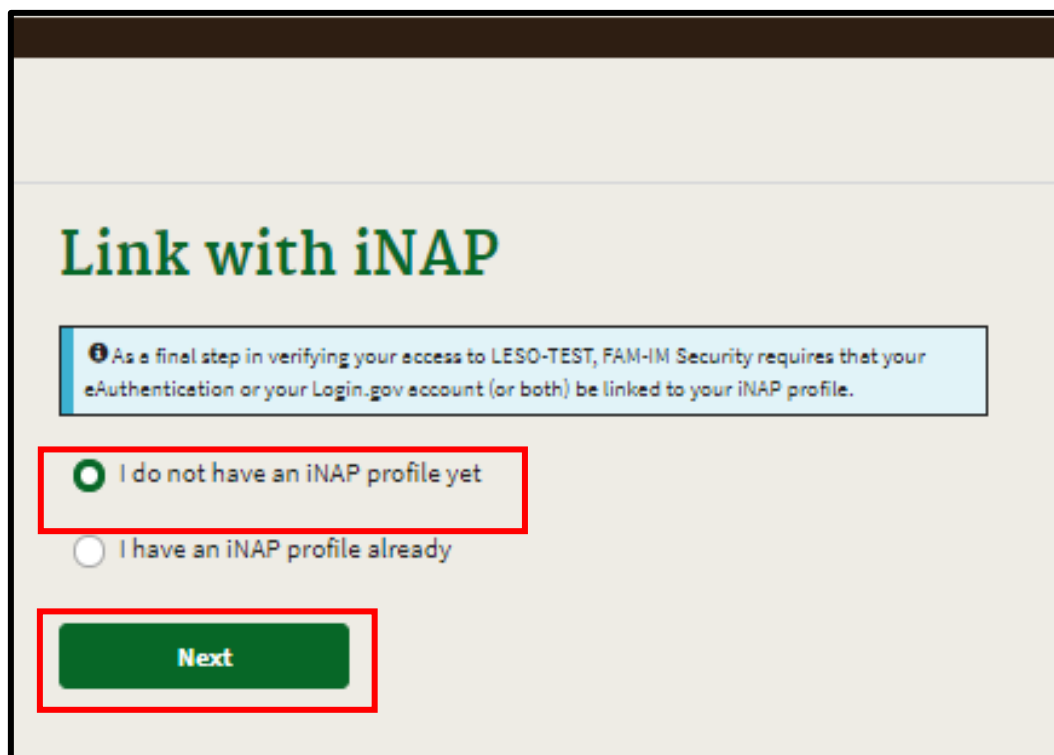 Link with iNAP
As a final step in verifying your access to LESO-TEST, FAM-IM Security requires that your
eAuthentication or your Login.gov account (or both) be linked to your iNAP profile.
I do not have an iNAP profile yet
I have an iNAP profile already
Next